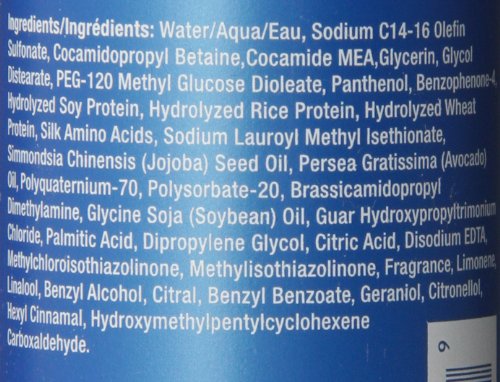 Ingredients/Ingrédients: Water/Aqua/Eau, Sodium C14-16 Olefin
Sulfonate, Cocamidopropyl Betaine,Cocamide MEA,Glycerin, Glycol
Distearate, PEG-120 Methyl Glucose Dioleate, Panthenol, Benzophenone-4,
Hydrolyzed Soy Protein, Hydrolyzed Rice Protein, Hydrolyzed Wheat
Protein, Silk Amino Acids, Sodium Lauroyl Methyl Isethionate,
Simmondsia Chinensis (Jojoba) Seed Oil, Persea Gratissima (Avocado)
Oil, Polyquaternium-70, Polysorbate-20, Brassicamidopropyl
Dimethylamine, Glycine Soja (Soybean) Oil, Guar Hydroxypropyltrimonium
Chloride, Palmitic Acid, Dipropylene Glycol, Citric Acid, Disodium EDTA,
Methylchloroisothiazolinone, Methylisothiazolinone, Fragrance, Limonene,
Linalool, Benzyl Alcohol, Citral, Benzyl Benzoate, Geraniol, Citronellol,
Hexyl Cinnamal, Hydroxymethylpentylcyclohexene
Carboxaldehyde.
6